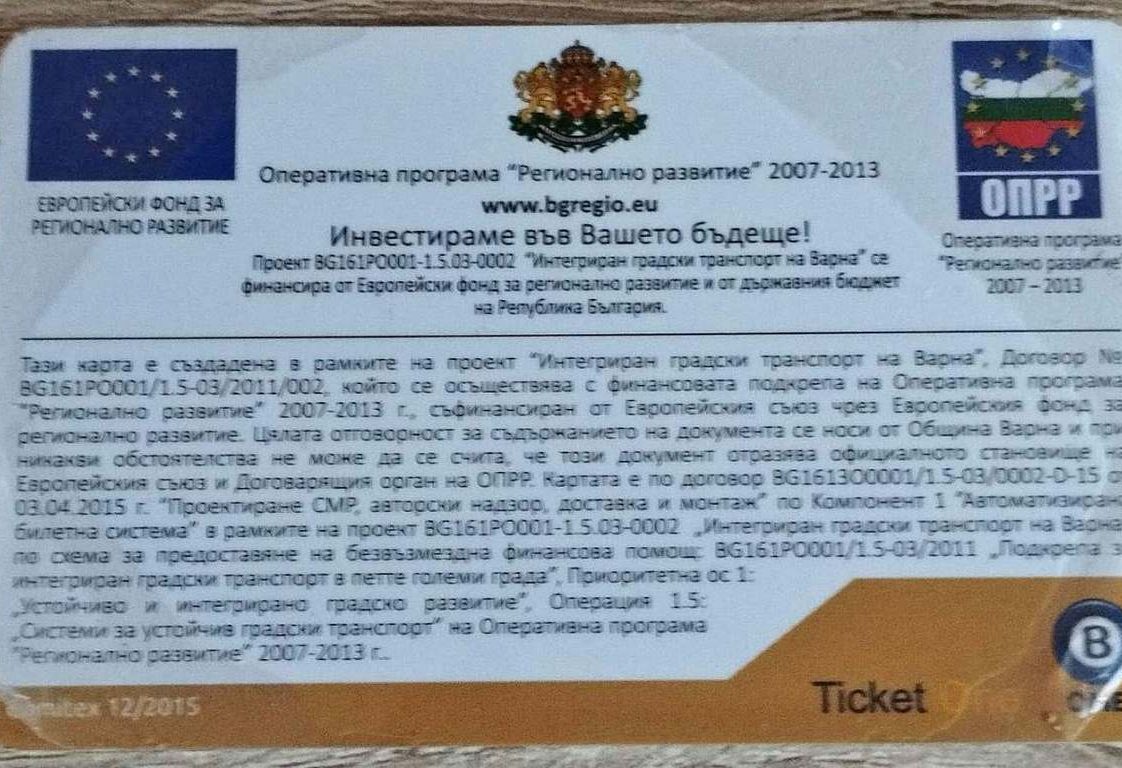 ЕВРОПЕЙСКИ ФОНД ЗА
РЕГИОНАЛНО РАЗВИТИЕ
Оперативна програма “Регионално развитие” 2007-2013
www.bgregio.eu
Инвестираме във Вашето бъдеще!
Проект BG161PO001-1.5.03-0002 “Интегриран градски транспорт на Варна” се
финансира от Европейски фонд за регионално развитие и от държавния бюджет
на Република България.
ОПРР
Оперативна програма
“Регионално развитие”
2007 – 2013
Тази карта е създадена в рамките на проект “Интегриран градски транспорт на Варна”, Договор №
BG161PO001/1.5-03/2011/002, който се осъществява с финансовата подкрепа на Оперативна програма
“Регионално развитие” 2007-2013 г., съфинансиран от Европейския съюз чрез Европейския фонд за
регионално развитие. Цялата отговорност за съдържанието на документа се носи от Община Варна и при
никакви обстоятелства не може да се счита, че този документ отразява официалното становище на
Европейския съюз и Договарящия орган на ОПРР. Картата е по договор BG1613O0001/1.5-03/0002-D-15 от
03.04.2015 г. “Проектиране СМР, авторски надзор, доставка и монтаж” по Компонент 1 “Автоматизиран
билетна система” в рамките на проект BG161PO001-1.5.03-0002 „Интегриран градски транспорт на Варна
по схема за предоставяне на безвъзмездна финансова помощ: BG161PO001/1.5-03/2011 „Подкрепа з
интегриран градски транспорт в петте големи града”, Приоритетна ос 1:
„Устойчиво и интегрирано градско развитие”, Операция 1.5:
„Системи за устойчив градски транспорт” на Оперативна програма
“Регионално развитие” 2007-2013 г..
12/2015
Ticket One
B